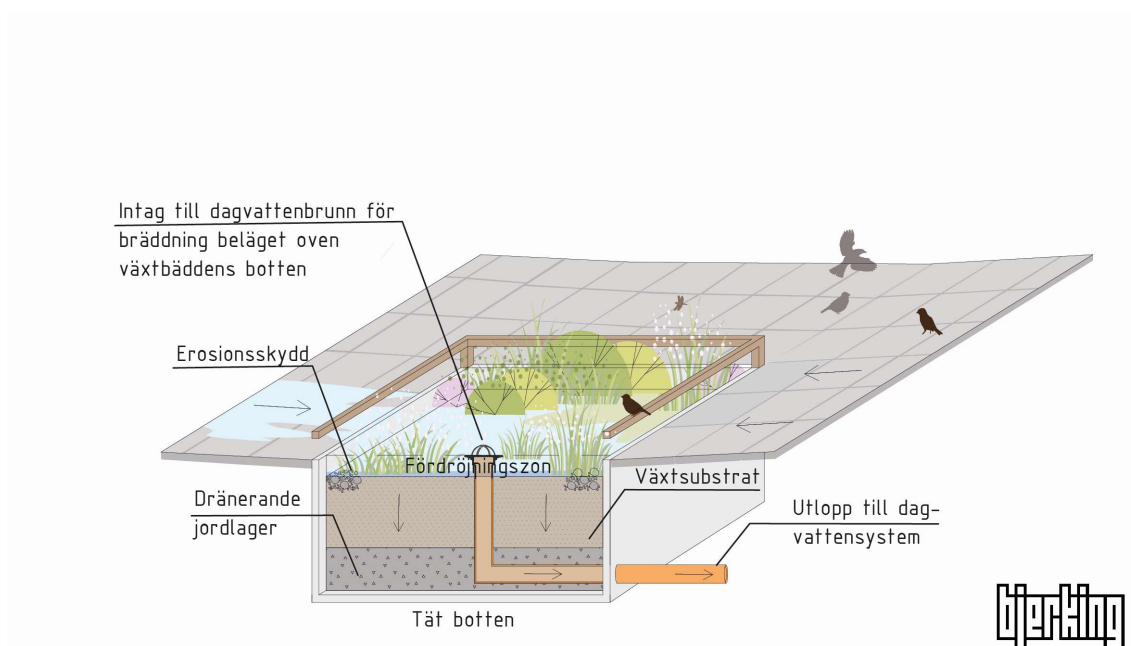 Intag till dagvattenbrunn för
bräddning beläget oven
växtbäddens botten
Erosionsskydd
Fördröjningszon
Växtsubstrat
Dränerande
jordlager
Utlopp till dag-
vattensystem
Tät botten
bjerking